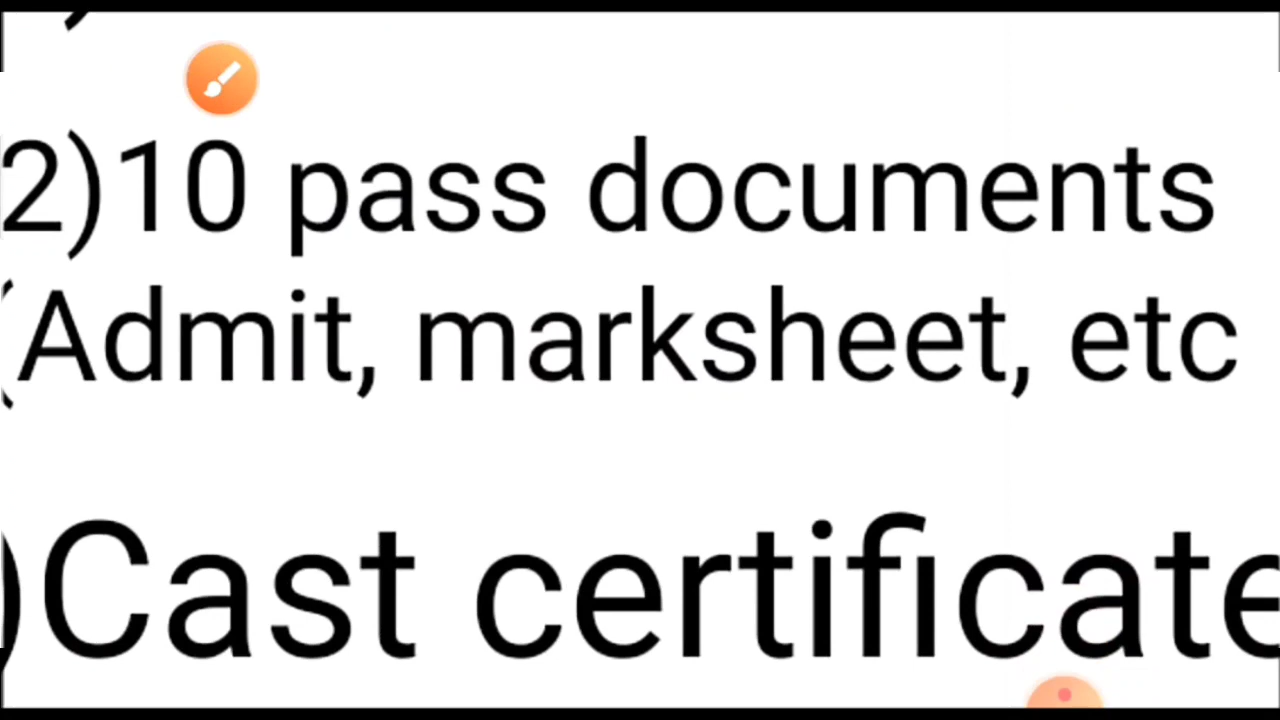 2)10 pass documents
(Admit, marksheet, etc
)Cast certificate